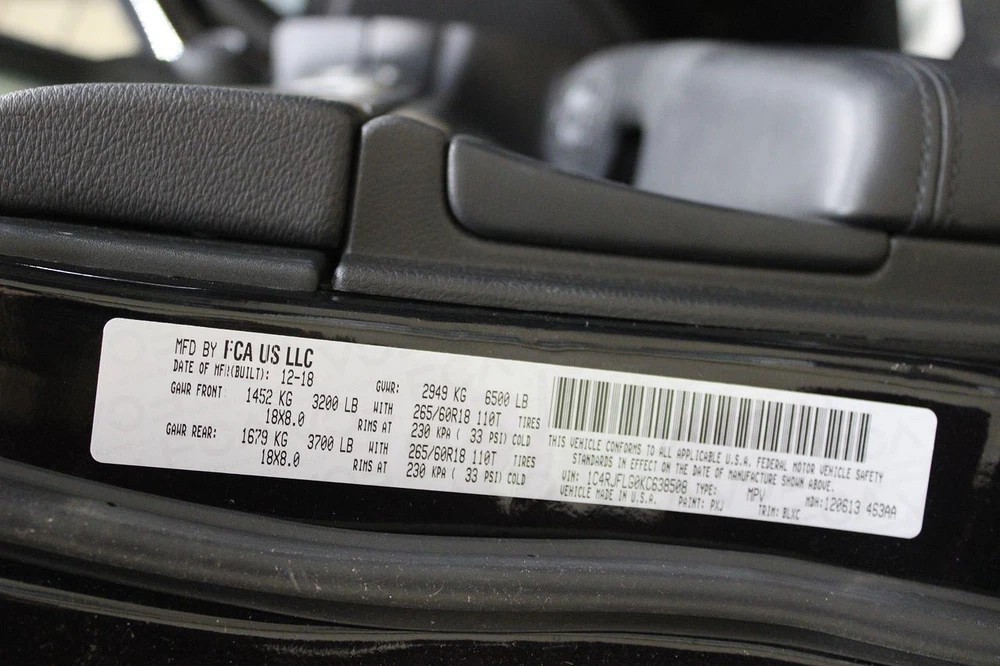 MFD BY FCA US LLC
DATE OF MFR(BUILT): 12-18
GVWR: 2949 KG 6500 LB
GAWR FRONT: 1452 KG 3200 LB WITH 265/60R18 110T TIRES
18X8.0 RIMS AT 230 KPA ( 33 PSI) COLD
GAWR REAR: 1679 KG 3700 LB WITH 265/60R18 110T TIRES
18X8.0 RIMS AT 230 KPA ( 33 PSI) COLD
THIS VEHICLE CONFORMS TO ALL APPLICABLE U.S.A. FEDERAL MOTOR VEHICLE SAFETY
STANDARDS IN EFFECT ON THE DATE OF MANUFACTURE SHOWN ABOVE.
VIN: TYPE: MPV MDH: 120613 463AA
VEHICLE MADE IN U.S.A. PAINT: PXJ TRIM: BLXC